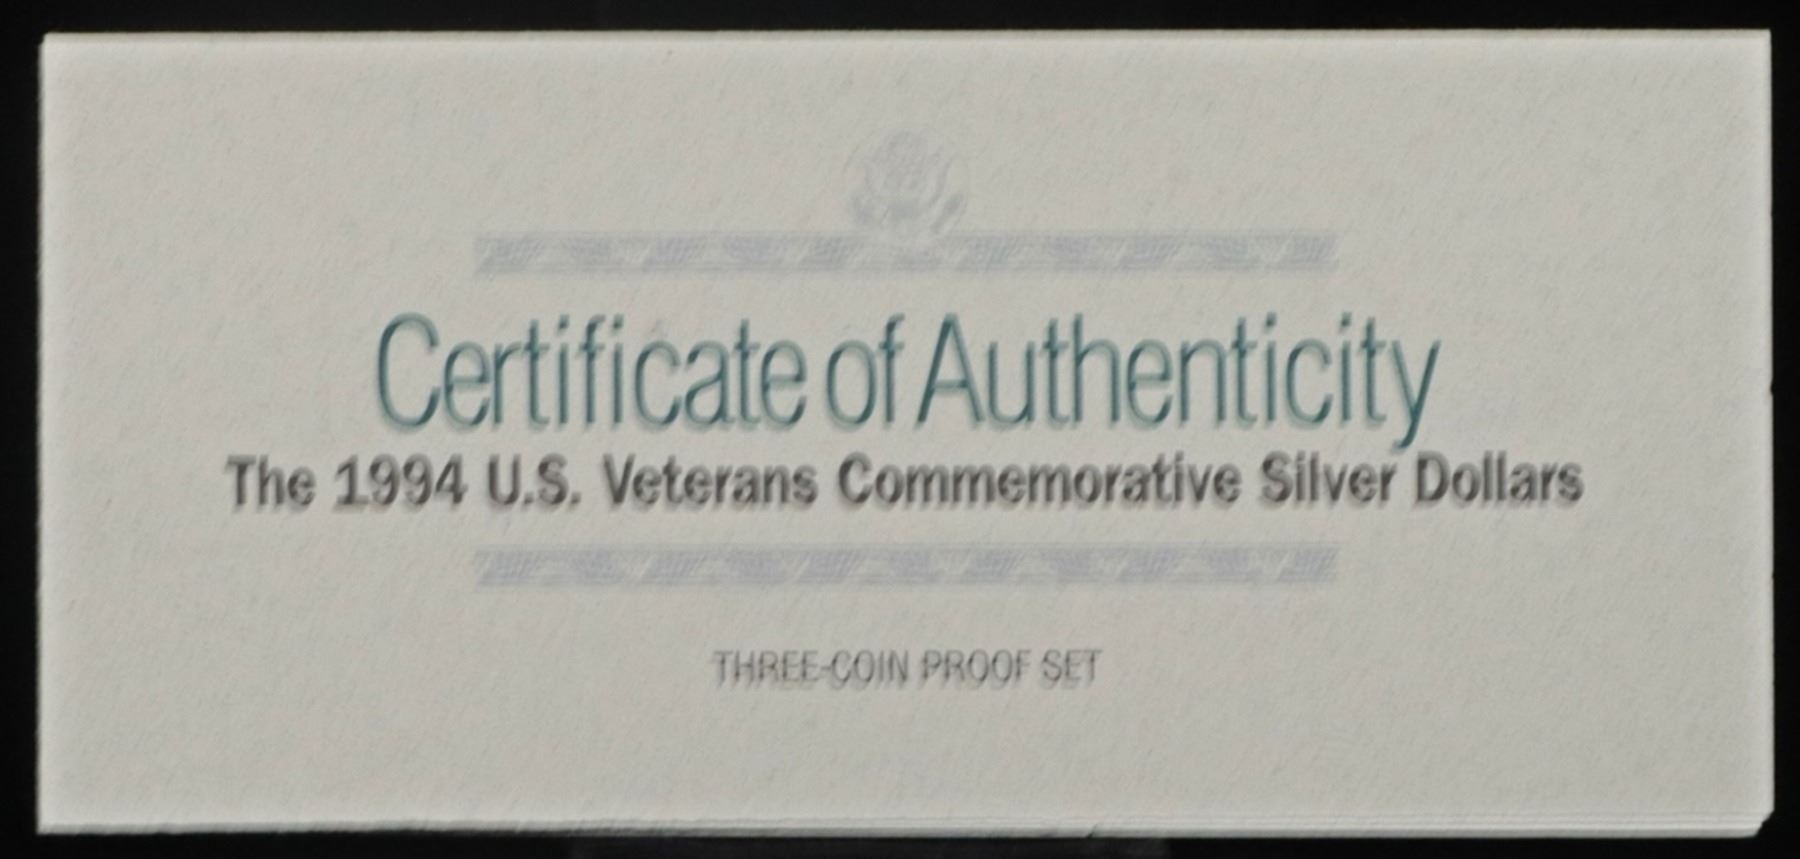 Certificate of Authenticity
The 1994 U.S. Veterans Commemorative Silver Dollars
THREE-COIN PROOF SET